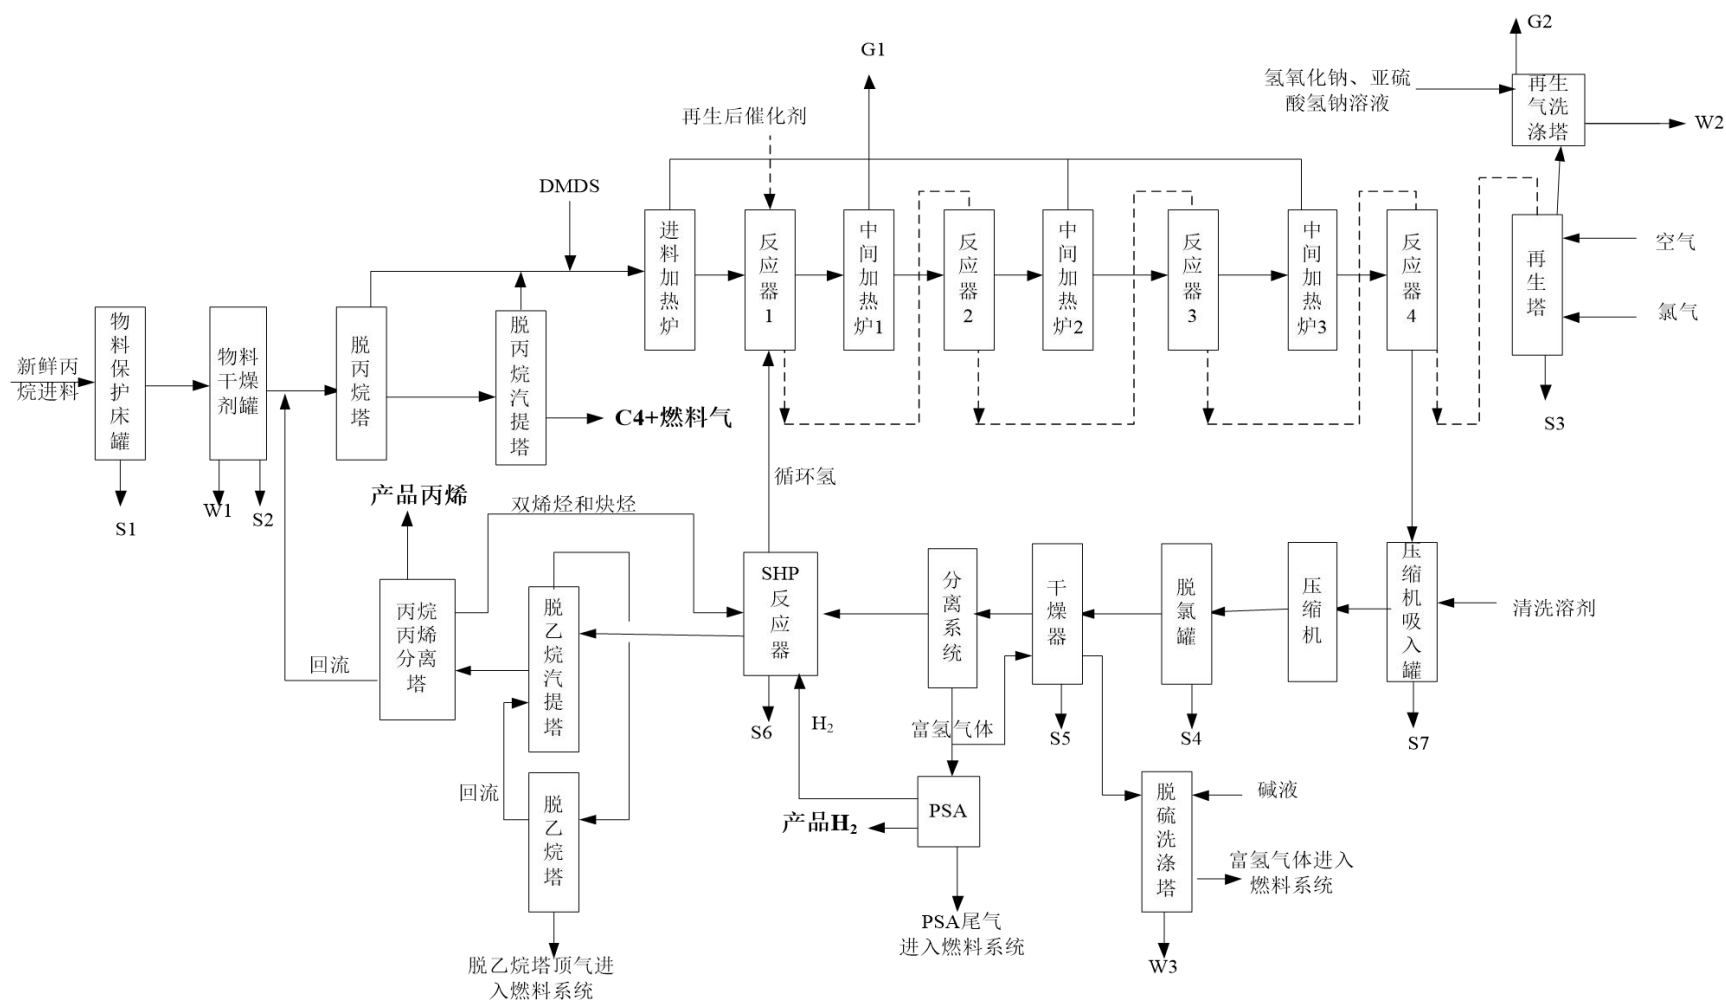 G2
G1
氢氧化钠、亚硫
酸氢钠溶液
再生
气洗
涤塔
W2
再生后催化剂
DMDS
进料加热炉
反应器1
中间加热炉1
反应器2
中间加热炉2
反应器3
中间加热炉3
反应器4
再生塔
空气
氯气
S3
新鲜丙
烷进料
物料保护床罐
物料
干燥
剂罐
脱丙烷塔
脱丙烷汽提塔
C4+燃料气
S1
W1
S2
循环氢
产品丙烯
双烯烃和炔烃
丙烷
丙烯
分离
塔
回流
脱乙烷汽提塔
SHP
反应器
分离系统
干燥器
脱氯罐
压缩机
压缩机吸入罐
清洗溶剂
S6
H2
富氢气体
S5
S4
S7
回流
脱乙烷塔
产品H2
PSA
脱硫洗涤塔
碱液
富氢气体进入
燃料系统
PSA尾气
进入燃料系统
W3
脱乙烷塔顶气进
入燃料系统